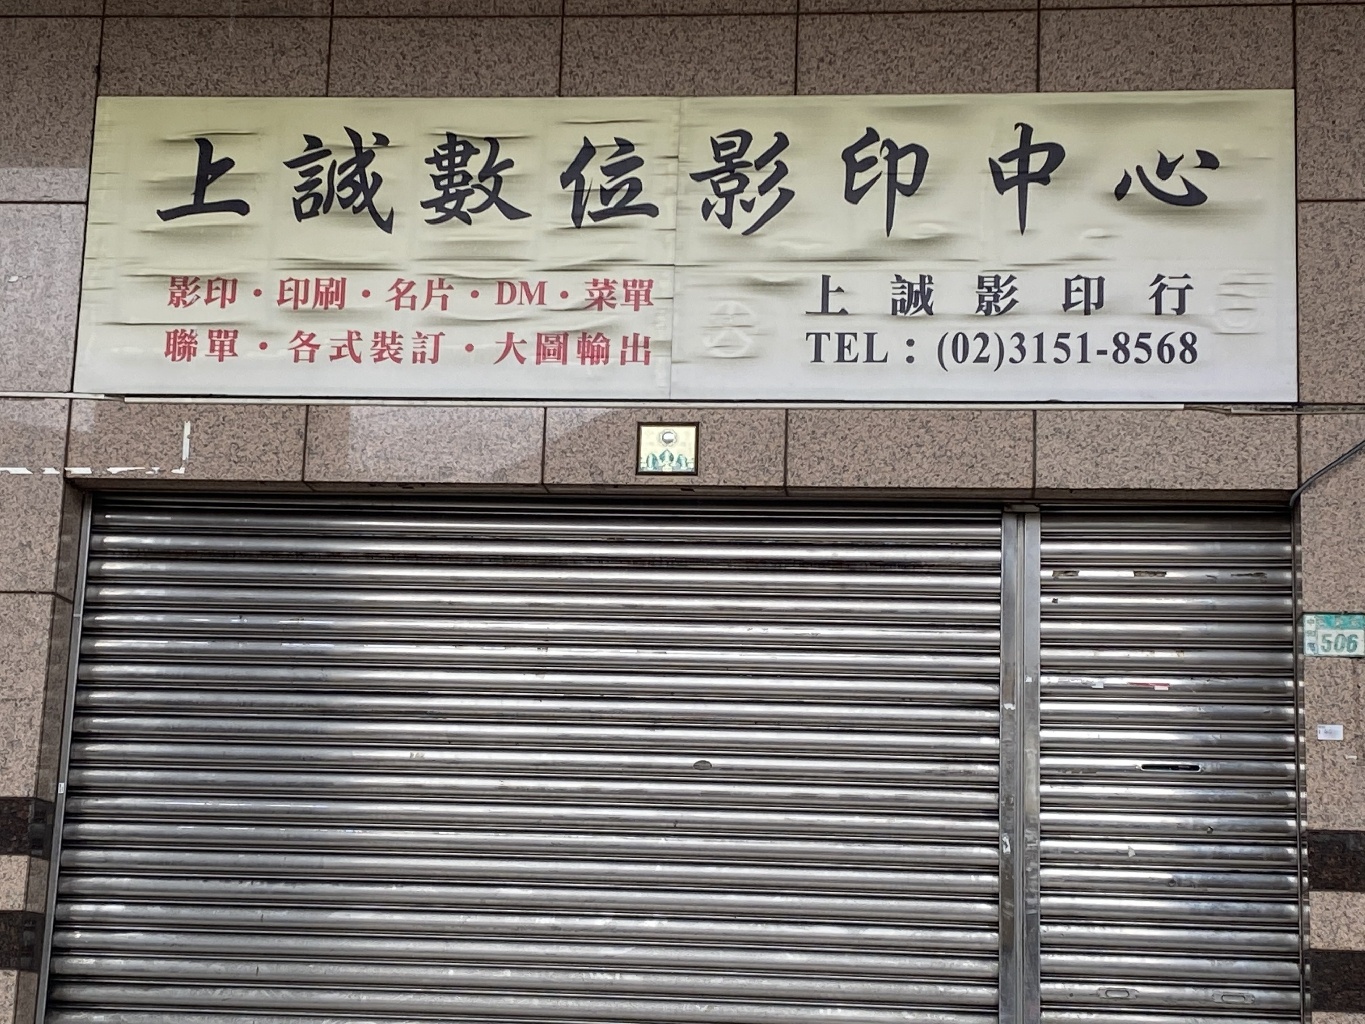 上誠數位影印中心
影印・印刷・名片・DM・菜單
聯單・各式裝訂・大圖輸出
上誠影印行
TEL：(02)3151-8568
506